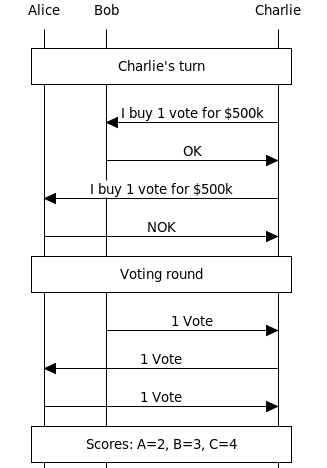 Alice Bob Charlie
Charlie's turn
I buy 1 vote for $500k
OK
I buy 1 vote for $500k
NOK
Voting round
1 Vote
1 Vote
1 Vote
Scores: A=2, B=3, C=4